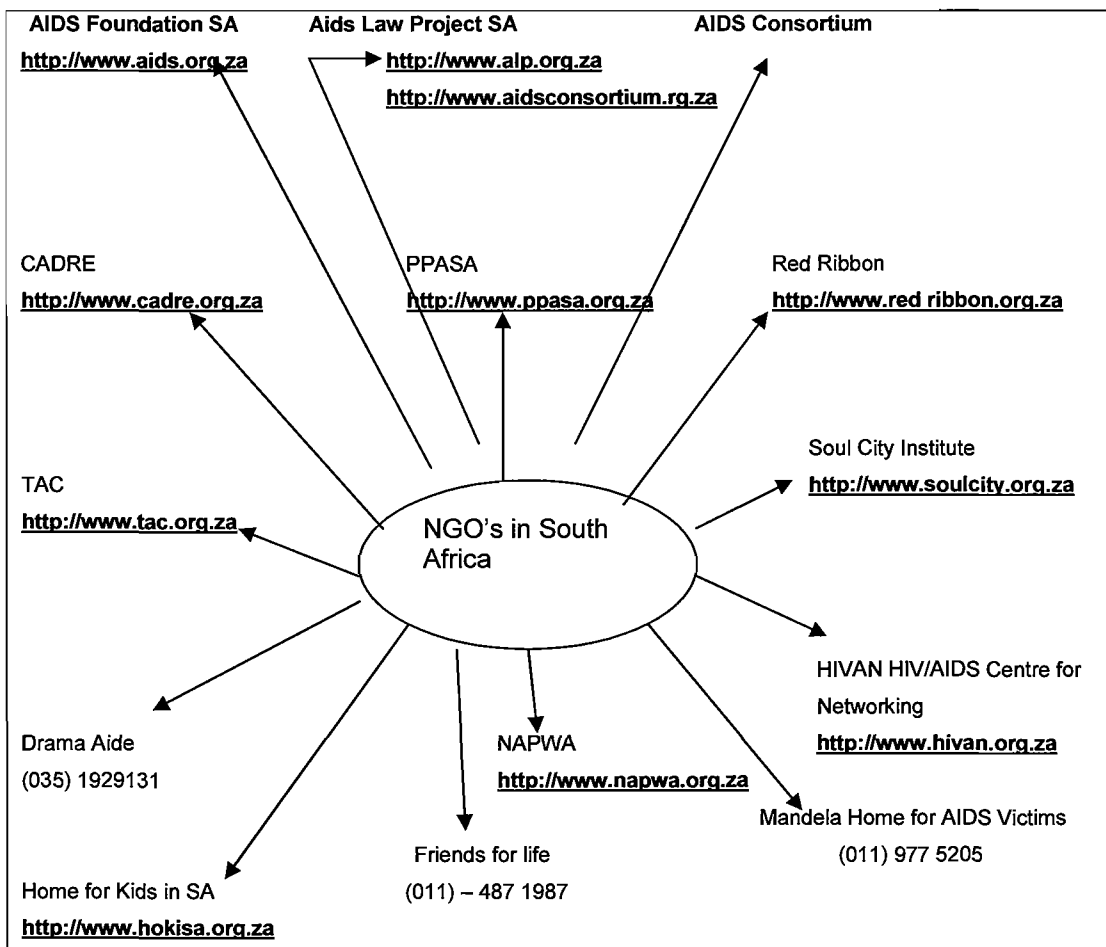 AIDS Foundation SA
http://www.aids.org.za
Aids Law Project SA
http://www.alp.org.za
http://www.aidsconsortium.rg.za
AIDS Consortium
CADRE
http://www.cadre.org.za
PPASA
http://www.ppasa.org.za
Red Ribbon
http://www.red ribbon.org.za
Soul City Institute
http://www.soulcity.org.za
TAC
http://www.tac.org.za
NGO's in South
Africa
HIVAN HIV/AIDS Centre for
Networking
http://www.hivan.org.za
Drama Aide
(035) 1929131
NAPWA
http://www.napwa.org.za
Mandela Home for AIDS Victims
(011) 977 5205
Friends for life
(011) – 487 1987
Home for Kids in SA
http://www.hokisa.org.za